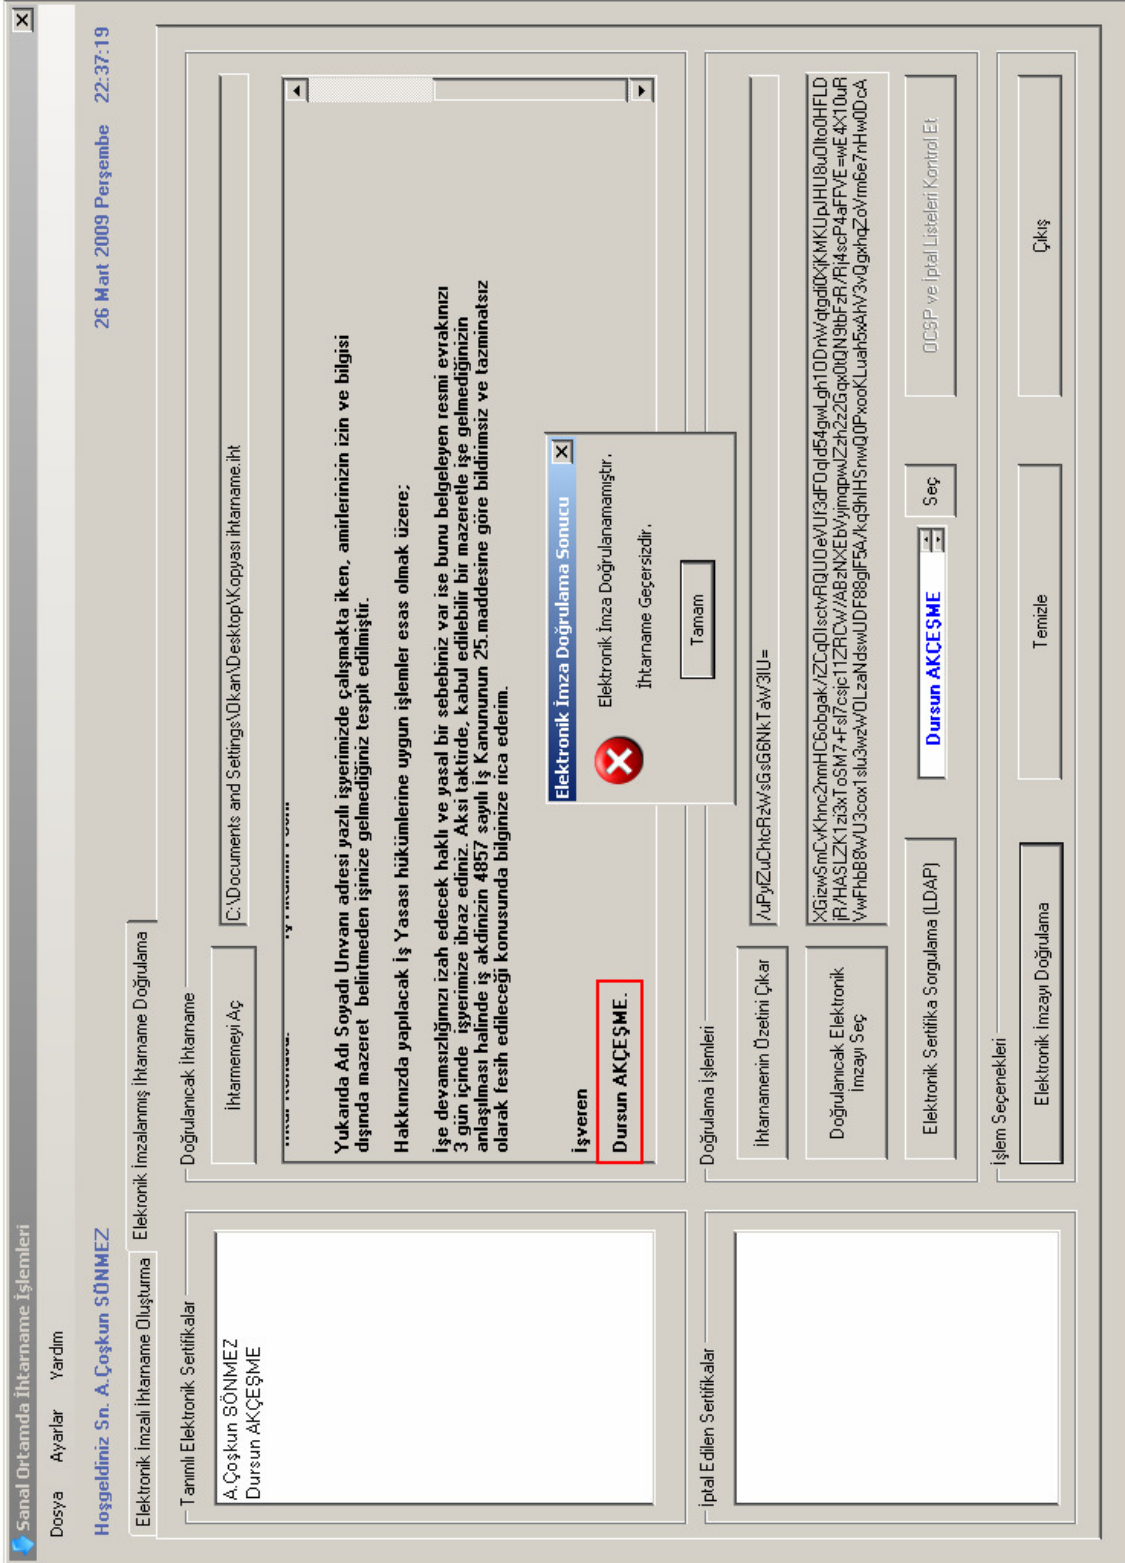 Sanal Ortamda İhtarname İşlemleri
Dosya Ayarlar Yardım
Hoşgeldiniz Sn. A.Çoşkun SÖNMEZ 26 Mart 2009 Perşembe 22:37:19
Elektronik İmzalı İhtarname Oluşturma Elekronik İmzalanmış İhtarname Doğrulama
Tanımlı Elektronik Sertifikalar
A.Çoşkun SÖNMEZ
Dursun AKÇEŞME
İptal Edilen Sertifikalar
Doğrulanıcak İhtarname
İhtarmemeyi Aç C:\Documents and Settings\Okan\Desktop\Kopyası ihtarname.iht
Yukarıda Adı Soyadı Unvanı adresi yazılı işyerimizde çalışmakta iken, amirlerinizin izin ve bilgisi
dışında mazeret belirtmeden işinize gelmediğiniz tespit edilmiştir.
Hakkınızda yapılacak İş Yasası hükümlerine uygun işlemler esas olmak üzere;
İşe devamsızlığınızı izah edecek haklı ve yasal bir sebebiniz var ise bunu belgeleyen resmi evrakınızı
3 gün içinde işyerimize ibraz ediniz. Aksi taktirde, kabul edilebilir bir mazeretle işe gelmediğinizin
anlaşılması halinde iş akdinizin 4857 sayılı İş Kanununun 25.maddesine göre bildirimsiz ve tazminatsız
olarak fesih edileceği konusunda bilginize rica ederim.
İşveren
Dursun AKÇEŞME.
Elektronik İmza Doğrulama Sonucu
Elektronik İmza Doğrulanamamıştır.
İhtarname Geçersizdir.
Tamam
Doğrulama İşlemleri
İhtarnamenin Özetini Çıkar /uPyfZuChtcRzWsGsG6NkTaW3IU=
Doğrulanıcak Elektronik
İmzayı Seç
Elektronik Sertifika Sorgulama (LDAP) Dursun AKÇEŞME Seç OCSP ve İptal Listeleri Kontrol Et
İşlem Seçenekleri
Elektronik İmzayı Doğrulama Temizle Çıkış